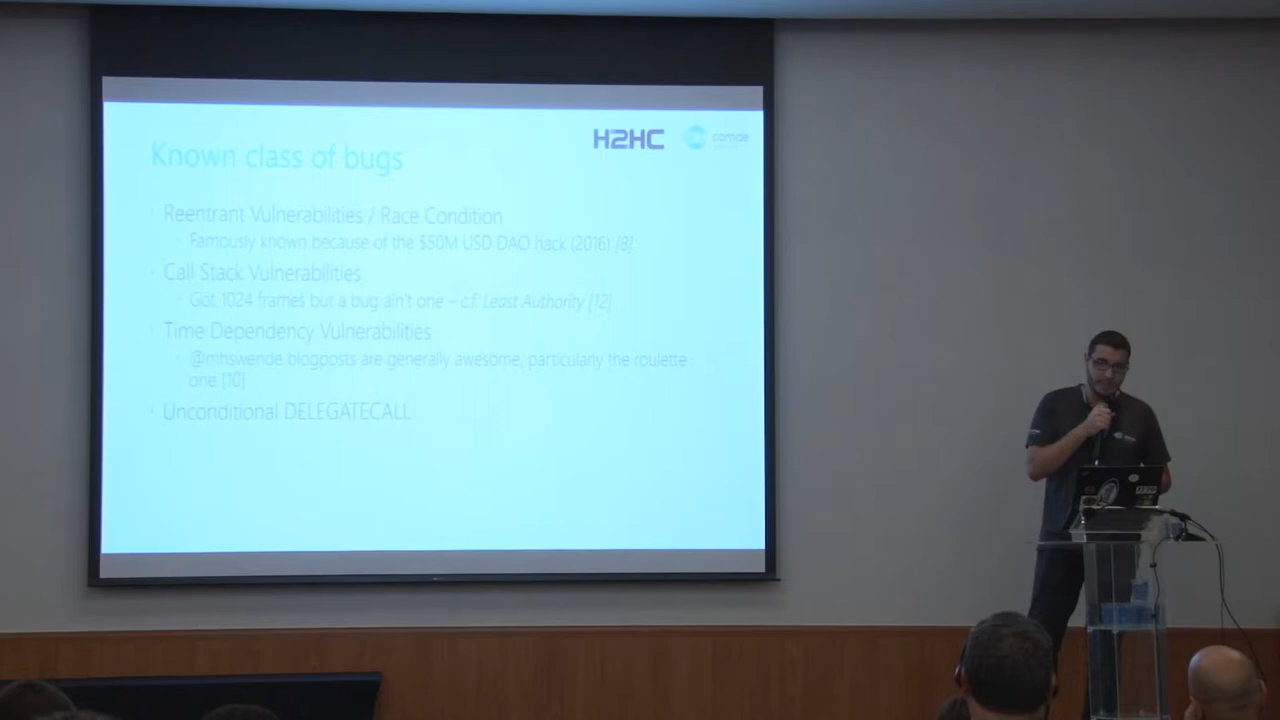 H2HC
comae
Known class of bugs
Reentrant Vulnerabilities / Race Condition
Famously known because of the $50M USD DAO hack (2016) [8]
Call Stack Vulnerabilities
Got 1024 frames but a bug ain't one – c.f. Least Authority [12]
Time Dependency Vulnerabilities
@mhswende blogposts are generally awesome, particularly the roulette
one [10]
Unconditional DELEGATECALL